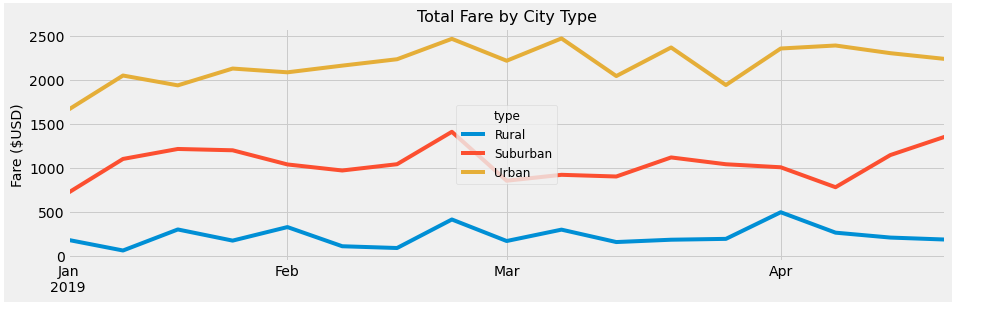 Total Fare by City Type
Fare ($USD)
2500
2000
1500
1000
500
0
type
Rural
Suburban
Urban
Jan Feb Mar Apr
2019